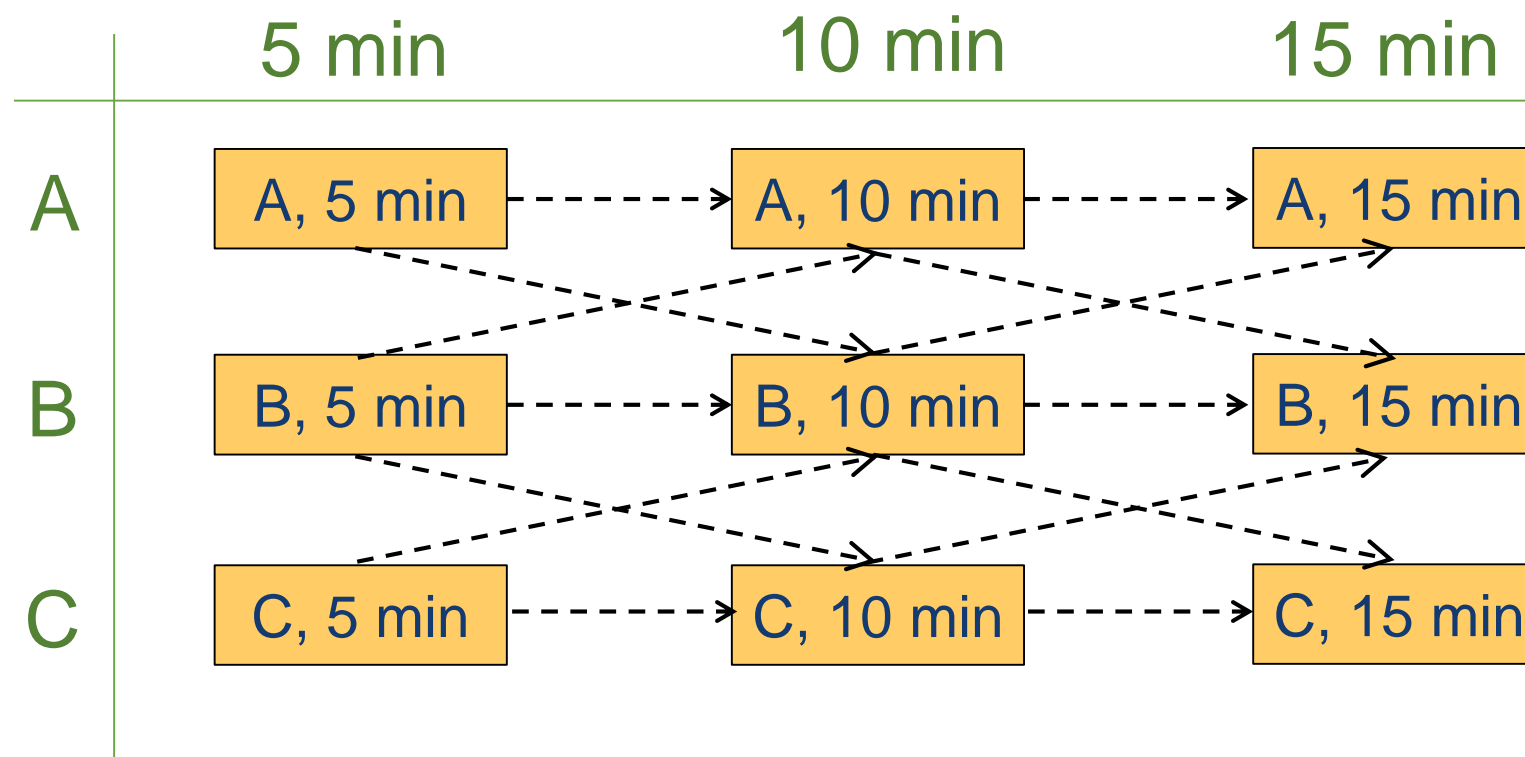 5 min 10 min 15 min
A A, 5 min A, 10 min A, 15 min
B B, 5 min B, 10 min B, 15 min
C C, 5 min C, 10 min C, 15 min